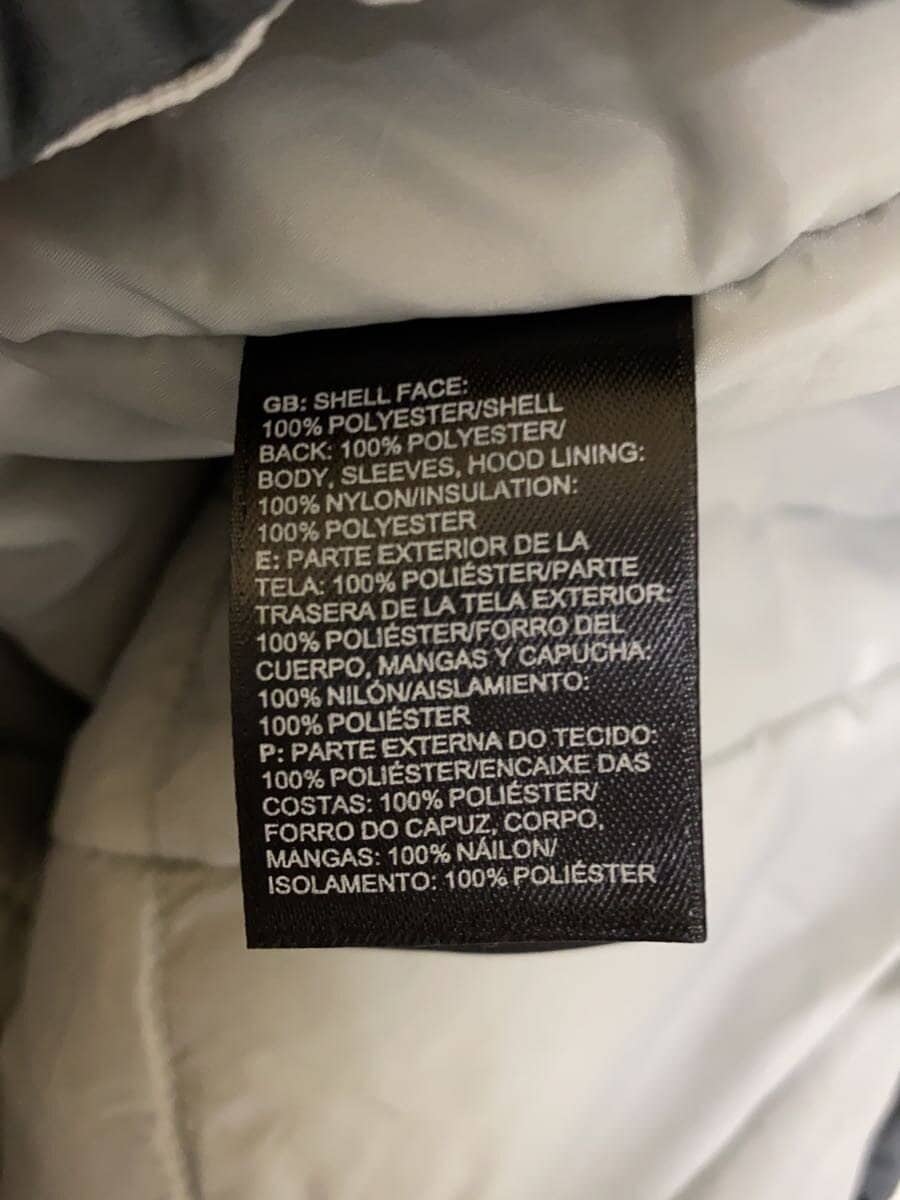 GB: SHELL FACE:
100% POLYESTER/SHELL
BACK: 100% POLYESTER/
BODY, SLEEVES, HOOD LINING:
100% NYLON/INSULATION:
100% POLYESTER
E: PARTE EXTERIOR DE LA
TELA: 100% POLIÉSTER/PARTE
TRASERA DE LA TELA EXTERIOR:
100% POLIÉSTER/FORRO DEL
CUERPO, MANGAS Y CAPUCHA:
100% NILÓN/AISLAMIENTO:
100% POLIÉSTER
P: PARTE EXTERNA DO TECIDO:
100% POLIÉSTER/ENCAIXE DAS
COSTAS: 100% POLIÉSTER/
FORRO DO CAPUZ, CORPO,
MANGAS: 100% NÁILON/
ISOLAMENTO: 100% POLIÉSTER